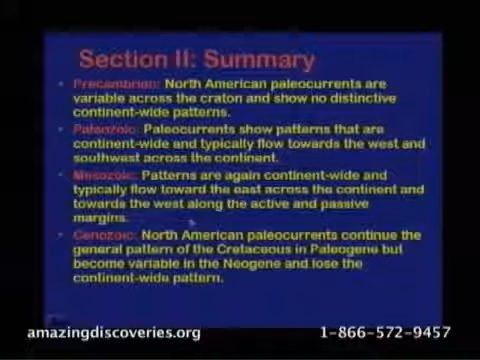 Section II: Summary
• Precambrian: North American paleocurrents are
variable across the craton and show no distinctive
continent-wide patterns.
• Paleozoic: Paleocurrents show patterns that are
continent-wide and typically flow towards the west and
southwest across the continent.
• Mesozoic: Patterns are again continent-wide and
typically flow toward the east across the continent and
towards the west along the active and passive
margins.
• Cenozoic: North American paleocurrents continue the
general pattern of the Cretaceous in Paleogene but
become variable in the Neogene and lose the
continent-wide pattern.
amazingdiscoveries.org
1-866-572-9457